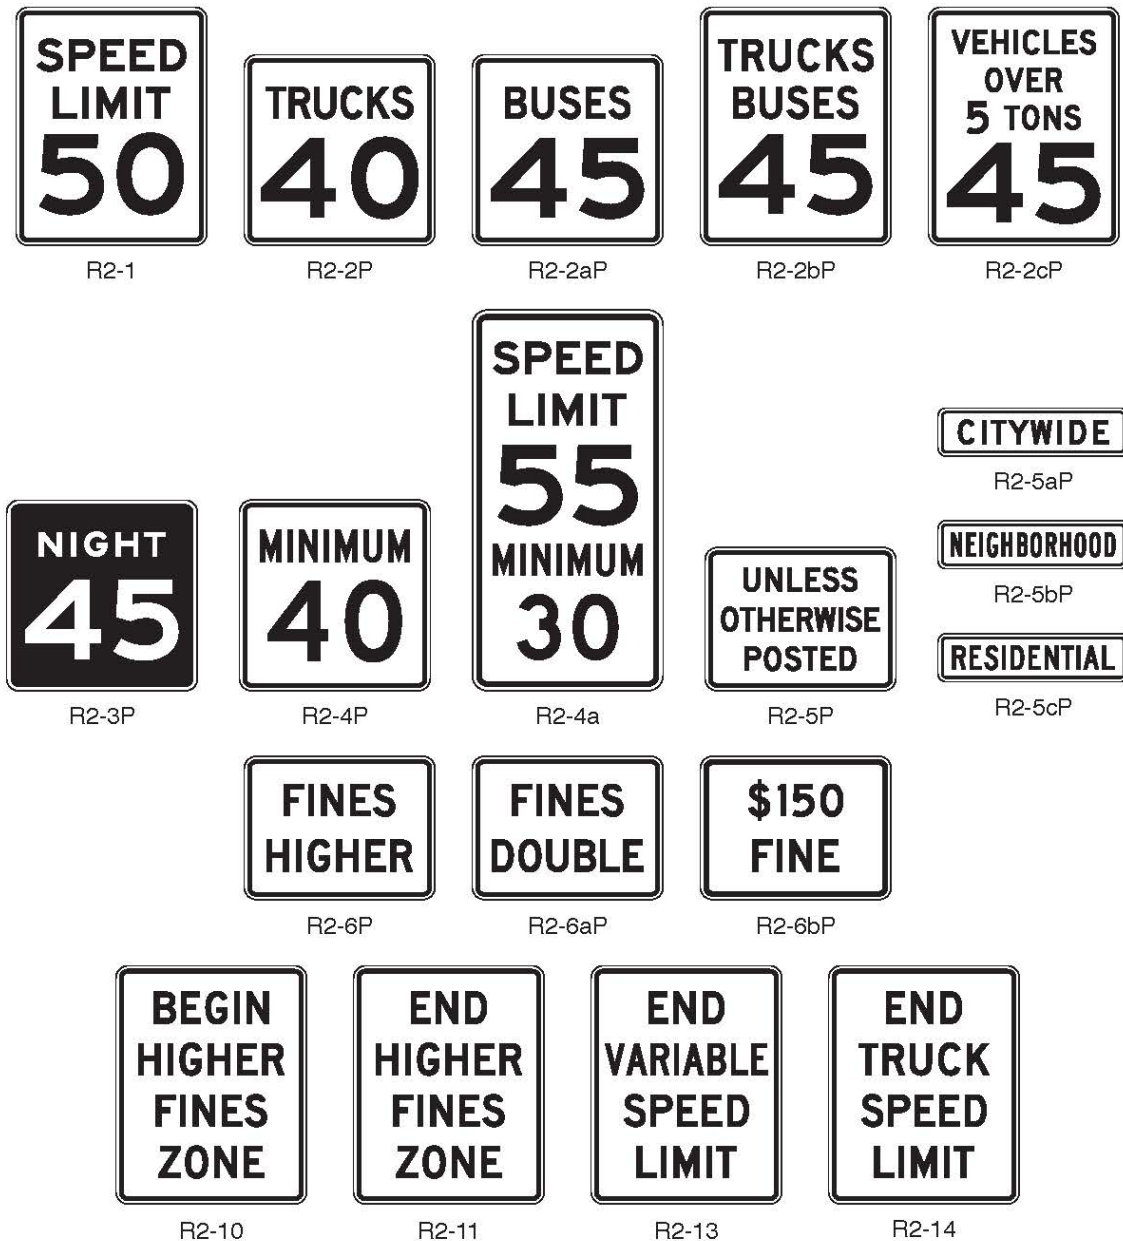 SPEED
LIMIT
50
R2-1
TRUCKS
40
R2-2P
BUSES
45
R2-2aP
TRUCKS
BUSES
45
R2-2bP
VEHICLES
OVER
5 TONS
45
R2-2cP
NIGHT
45
R2-3P
MINIMUM
40
R2-4P
SPEED
LIMIT
55
MINIMUM
30
R2-4a
UNLESS
OTHERWISE
POSTED
R2-5P
CITYWIDE
R2-5aP
NEIGHBORHOOD
R2-5bP
RESIDENTIAL
R2-5cP
FINES
HIGHER
R2-6P
FINES
DOUBLE
R2-6aP
$150
FINE
R2-6bP
BEGIN
HIGHER
FINES
ZONE
R2-10
END
HIGHER
FINES
ZONE
R2-11
END
VARIABLE
SPEED
LIMIT
R2-13
END
TRUCK
SPEED
LIMIT
R2-14